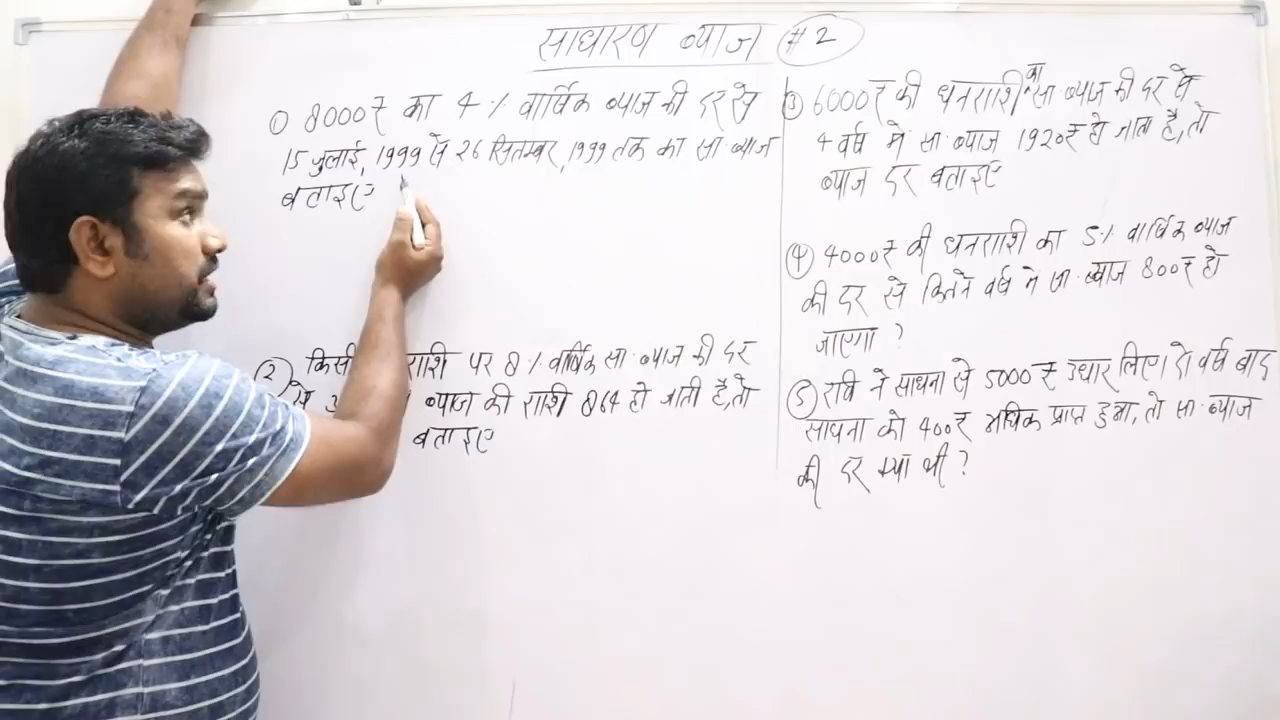 साधारण ब्याज #2
① 8000₹ का 4% वार्षिक ब्याज की दर से
15 जुलाई, 1999 से 26 सितम्बर, 1999 तक का सा॰ ब्याज
बताइए
② किसी राशि पर 8% वार्षिक सा॰ ब्याज की दर
ब्याज की राशि 864 हो जाती है, तो
बताइए
③ 6000₹ की धनराशि का सा॰ ब्याज की दर से
4 वर्ष में सा॰ ब्याज 1920₹ हो जाता है, तो
ब्याज दर बताइए
④ 4000₹ की धनराशि का 5% वार्षिक ब्याज
की दर से कितने वर्ष में सा॰ ब्याज 800₹ हो
जाएगा ?
⑤ रवि ने साधना से 5000₹ उधार लिए। दो वर्ष बाद
साधना को 400₹ अधिक प्राप्त हुआ, तो सा॰ ब्याज
की दर क्या थी ?